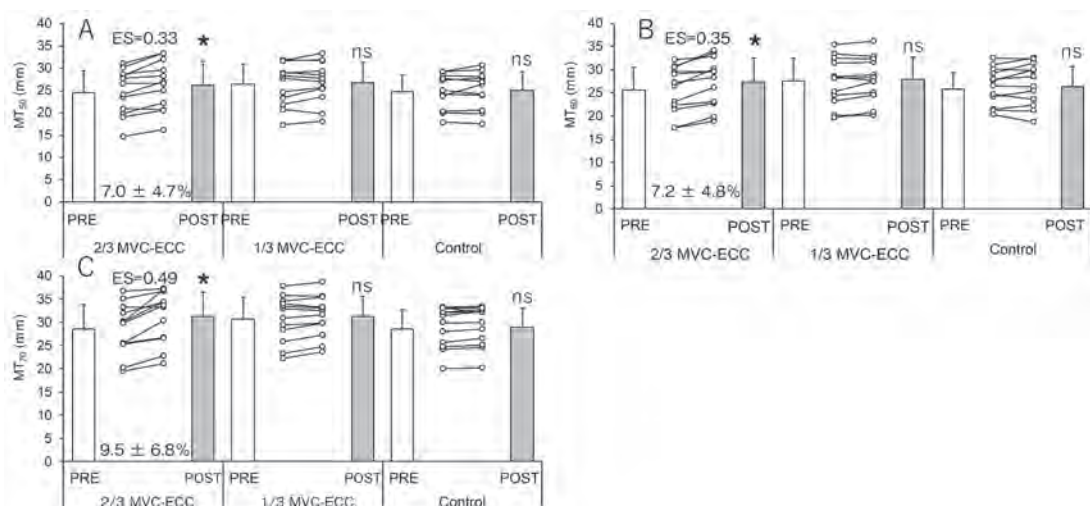 A
ES=0.33
*
ns
ns
40
35
30
25
20
15
10
5
0
MT50 (mm)
7.0 ± 4.7%
PRE POST PRE POST PRE POST
2/3 MVC-ECC 1/3 MVC-ECC Control
B
ES=0.35
*
ns
ns
40
35
30
25
20
15
10
5
0
MT60 (mm)
7.2 ± 4.8%
PRE POST PRE POST PRE POST
2/3 MVC-ECC 1/3 MVC-ECC Control
C
ES=0.49
*
ns
ns
40
35
30
25
20
15
10
5
0
MT70 (mm)
9.5 ± 6.8%
PRE POST PRE POST PRE POST
2/3 MVC-ECC 1/3 MVC-ECC Control